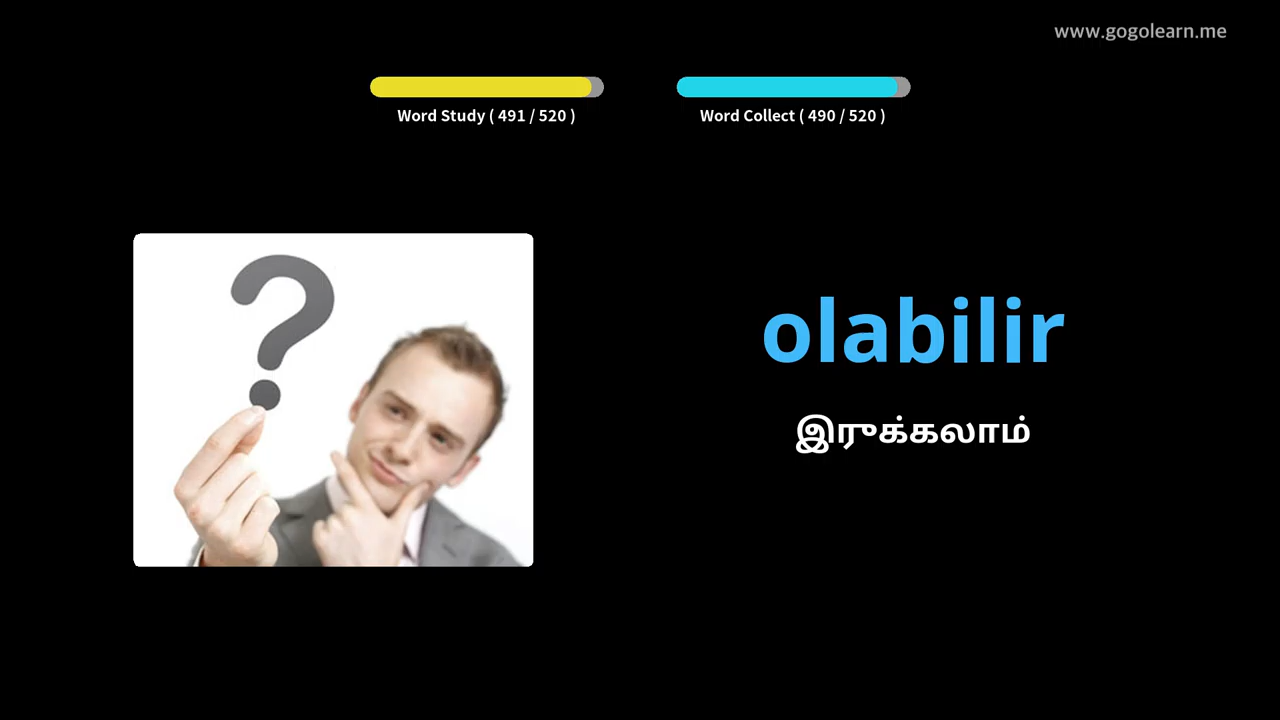 www.gogolearn.me
Word Study ( 491 / 520 )
Word Collect ( 490 / 520 )
olabilir
இருக்கலாம்